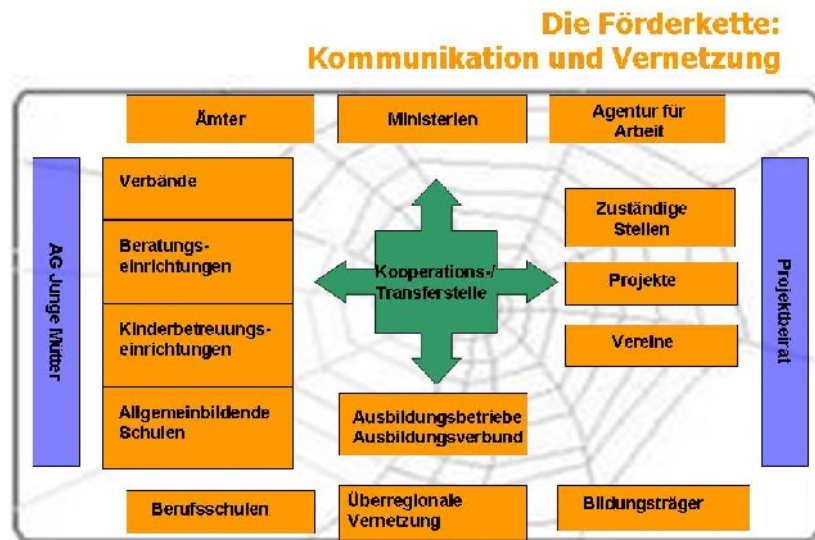 Die Förderkette:
Kommunikation und Vernetzung
Ämter
Ministerien
Agentur für
Arbeit
AG Junge Mütter
Verbände
Beratungs-
einrichtungen
Kinderbetreuungs-
einrichtungen
Allgemeinbildende
Schulen
Kooperations-/
Transferstelle
Zuständige
Stellen
Projekte
Vereine
Projektbeirat
Ausbildungsbetriebe
Ausbildungsverbund
Berufsschulen
Überregionale
Vernetzung
Bildungsträger